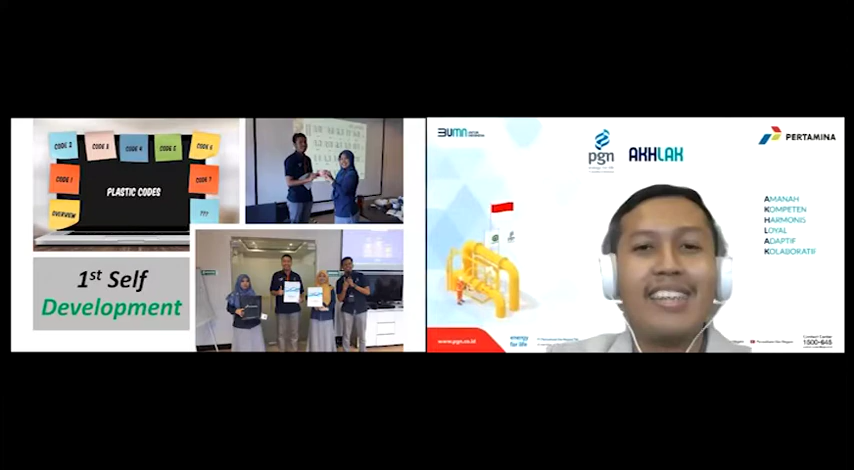 CODE 3
CODE 4
CODE 5
CODE 6
CODE 1
CODE 7
PLASTIC CODES
OVERVIEW
???
1st Self
Development
BUMN
pgn
AKHLAK
PERTAMINA
AMANAH
KOMPETEN
HARMONIS
LOYAL
ADAPTIF
KOLABORATIF
www.pgn.co.id
energy
for life
Contact Center
1500-645